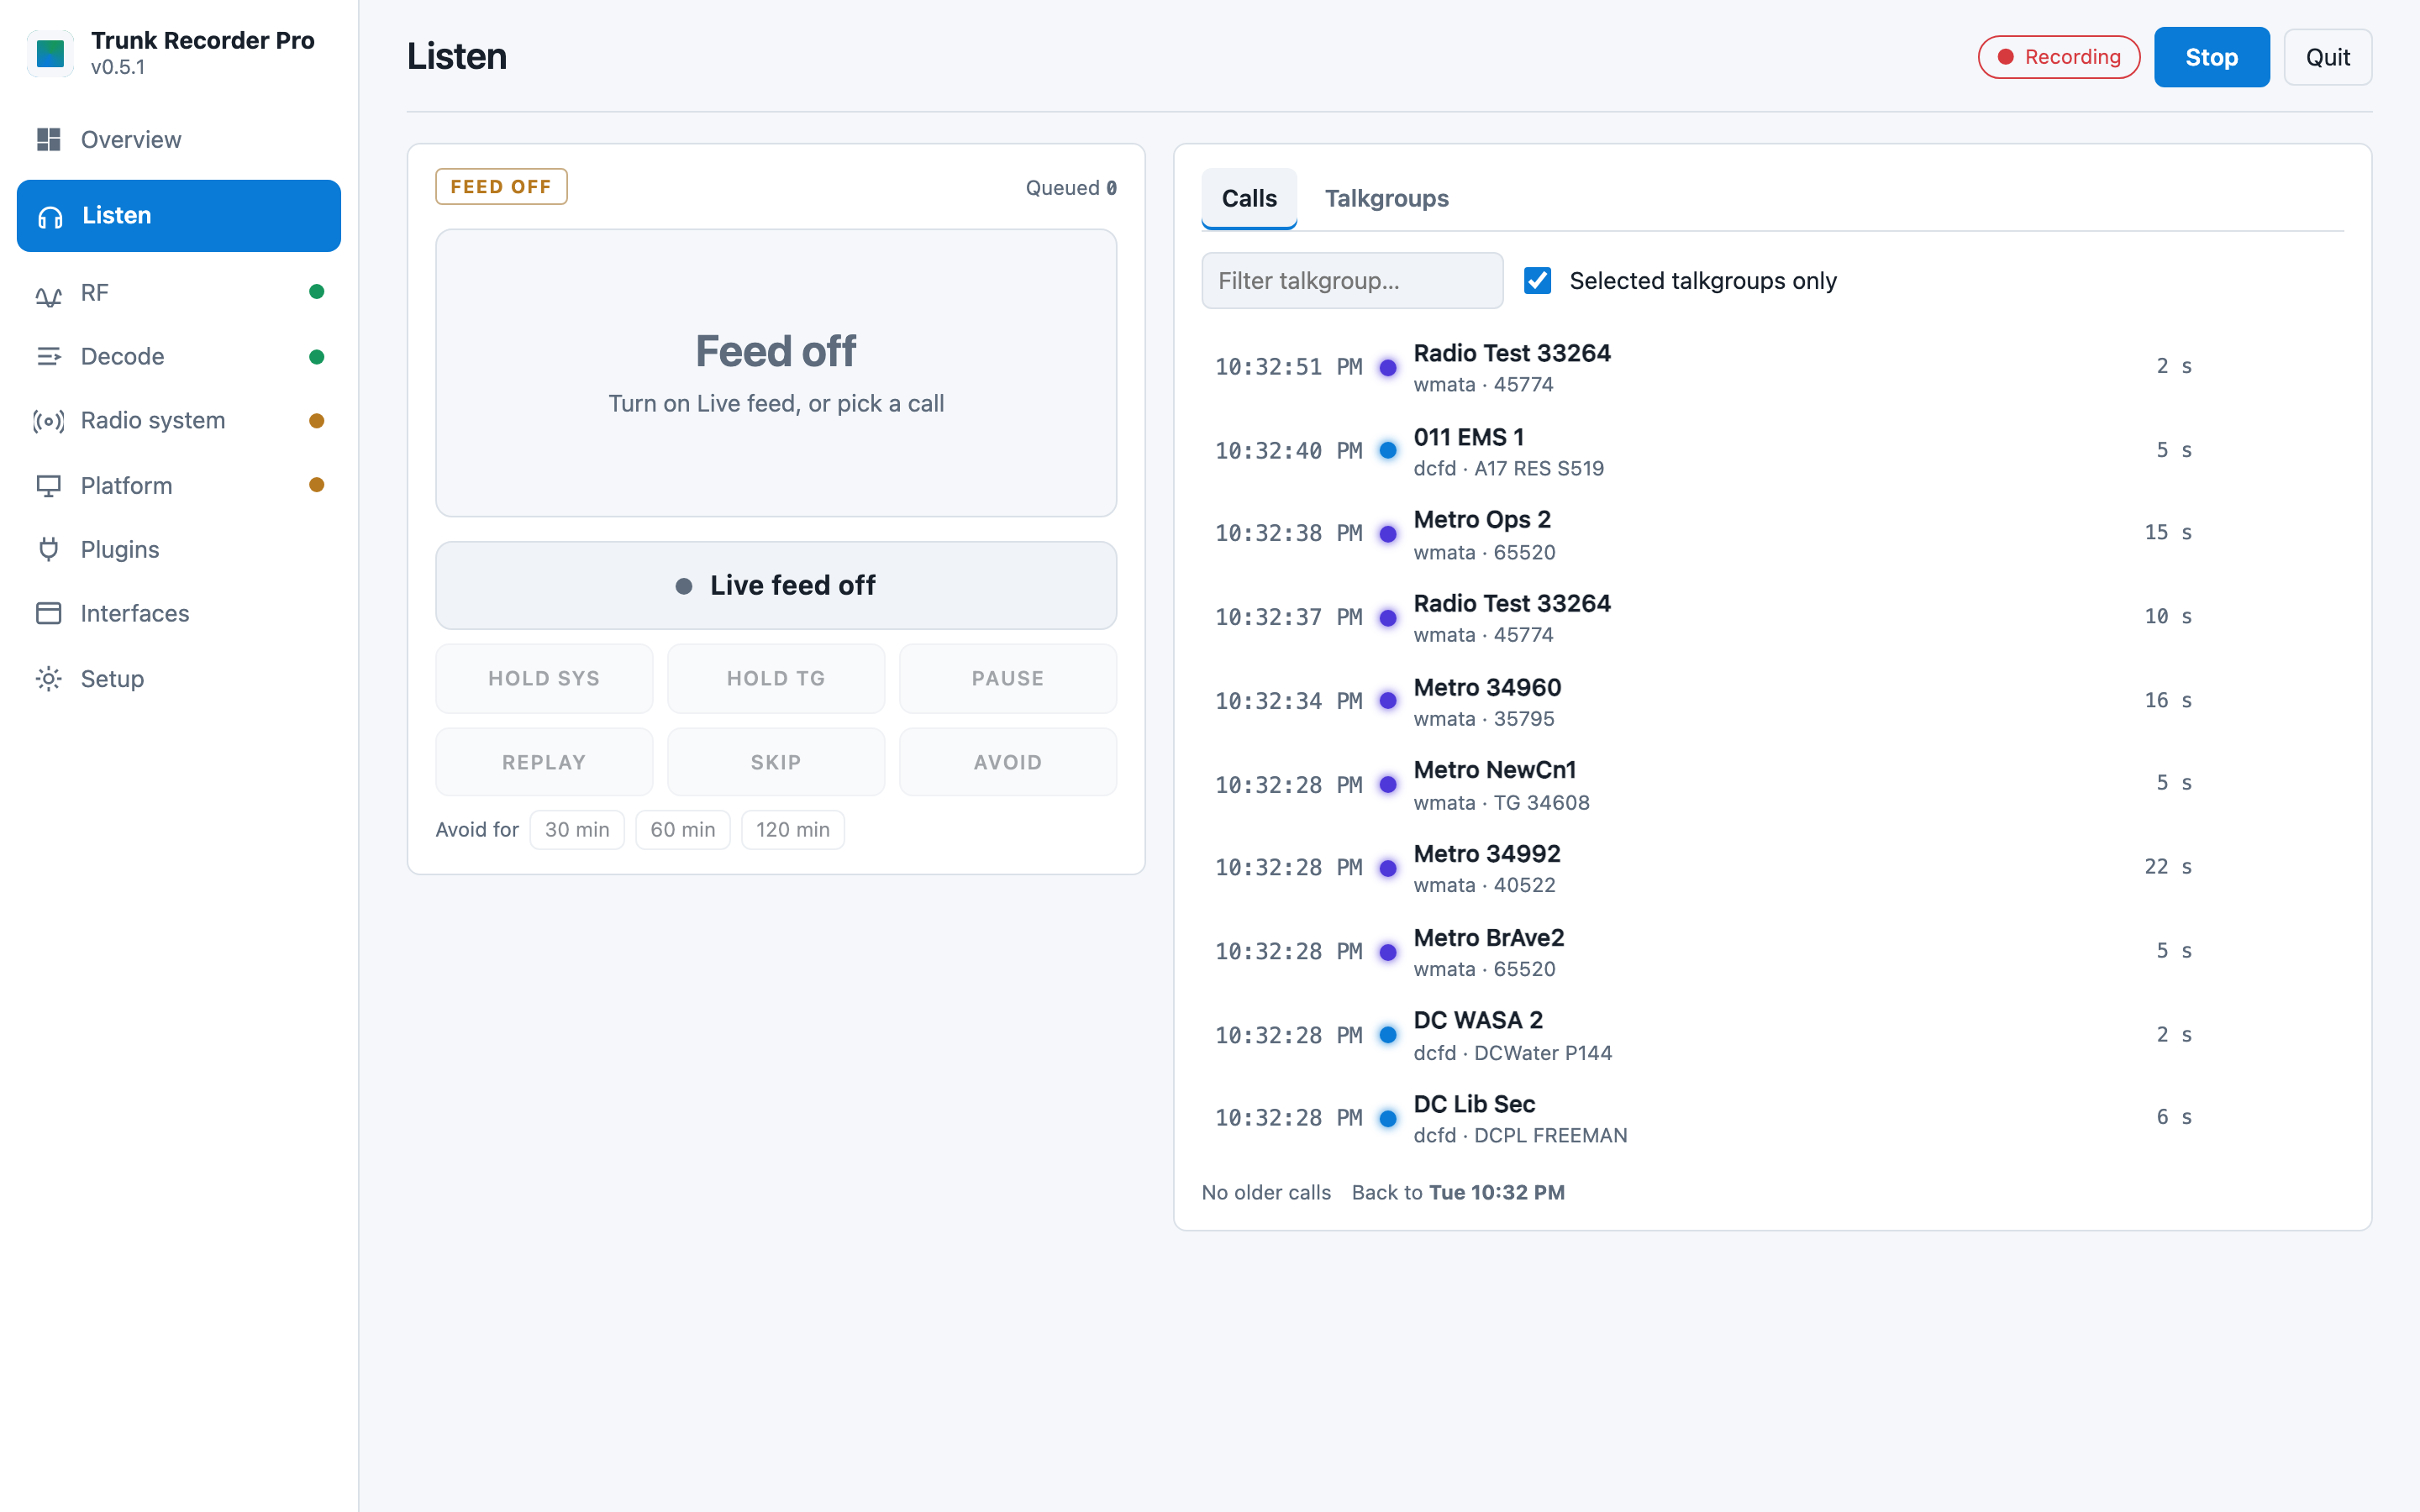 Trunk Recorder Pro
v0.5.1
Overview
Listen
RF
Decode
Radio system
Platform
Plugins
Interfaces
Setup
Listen
Recording
Stop
Quit
FEED OFF
Queued 0
Feed off
Turn on Live feed, or pick a call
Live feed off
HOLD SYS
HOLD TG
PAUSE
REPLAY
SKIP
AVOID
Avoid for
30 min
60 min
120 min
Calls
Talkgroups
Filter talkgroup...
Selected talkgroups only
10:32:51 PM
Radio Test 33264
wmata · 45774
2 s
10:32:40 PM
011 EMS 1
dcfd · A17 RES S519
5 s
10:32:38 PM
Metro Ops 2
wmata · 65520
15 s
10:32:37 PM
Radio Test 33264
wmata · 45774
10 s
10:32:34 PM
Metro 34960
wmata · 35795
16 s
10:32:28 PM
Metro NewCn1
wmata · TG 34608
5 s
10:32:28 PM
Metro 34992
wmata · 40522
22 s
10:32:28 PM
Metro BrAve2
wmata · 65520
5 s
10:32:28 PM
DC WASA 2
dcfd · DCWater P144
2 s
10:32:28 PM
DC Lib Sec
dcfd · DCPL FREEMAN
6 s
No older calls Back to Tue 10:32 PM